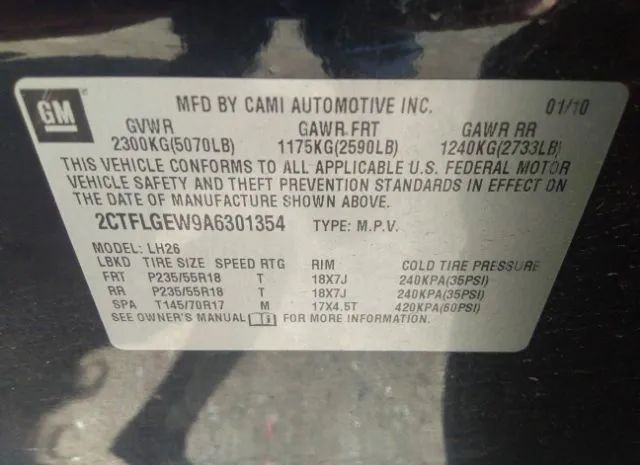 GM
MFD BY CAMI AUTOMOTIVE INC. 01/10
GVWR GAWR FRT GAWR RR
2300KG(5070LB) 1175KG(2590LB) 1240KG(2733LB)
THIS VEHICLE CONFORMS TO ALL APPLICABLE U.S. FEDERAL MOTOR
VEHICLE SAFETY AND THEFT PREVENTION STANDARDS IN EFFECT ON
THE DATE OF MANUFACTURE SHOWN ABOVE.
2CTFLGEW9A6301354 TYPE: M.P.V.
MODEL: LH26
LBKD TIRE SIZE SPEED RTG RIM COLD TIRE PRESSURE
FRT P235/55R18 T 18X7J 240KPA(35PSI)
RR P235/55R18 T 18X7J 240KPA(35PSI)
SPA T145/70R17 M 17X4.5T 420KPA(60PSI)
SEE OWNER'S MANUAL FOR MORE INFORMATION.